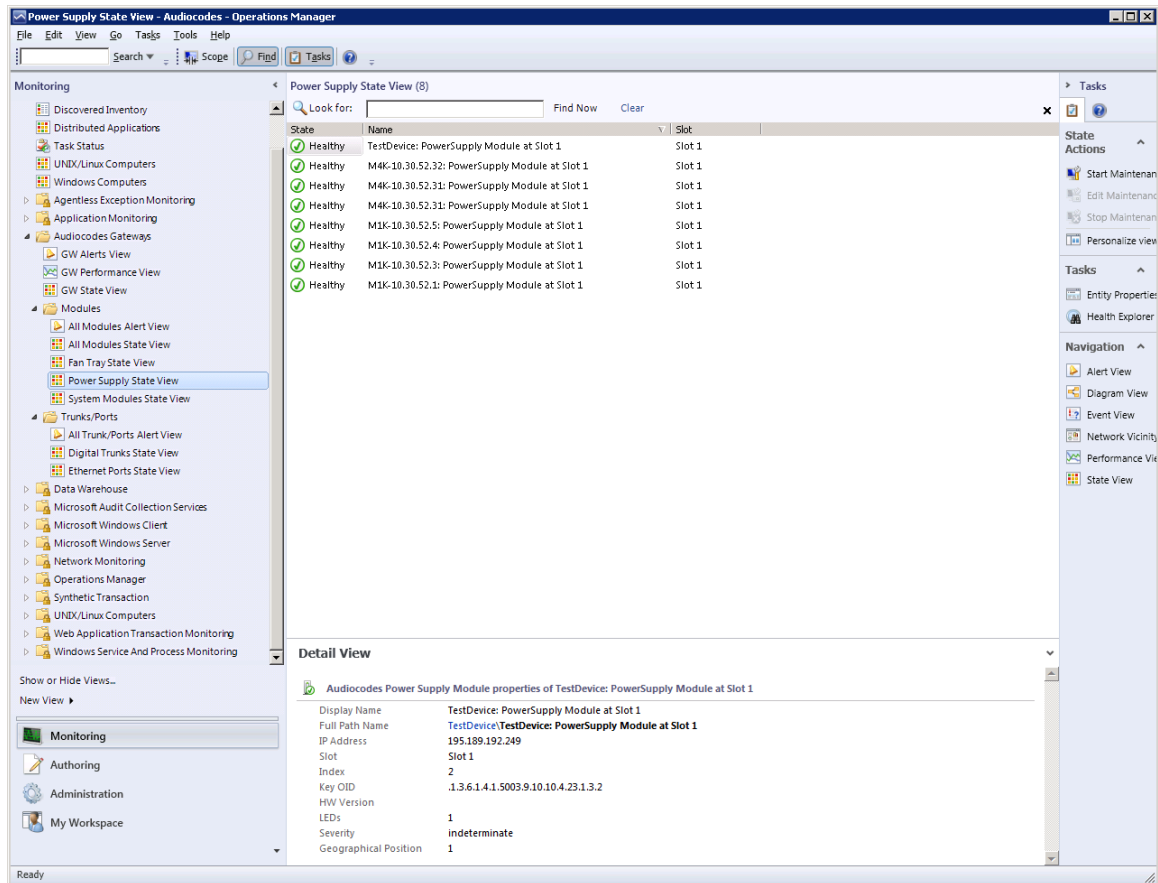 Power Supply State View - Audiocodes - Operations Manager
File Edit View Go Tasks Tools Help
Search Scope Find Tasks
Monitoring
Discovered Inventory
Distributed Applications
Task Status
UNIX/Linux Computers
Windows Computers
Agentless Exception Monitoring
Application Monitoring
Audiocodes Gateways
GW Alerts View
GW Performance View
GW State View
Modules
All Modules Alert View
All Modules State View
Fan Tray State View
Power Supply State View
System Modules State View
Trunks/Ports
All Trunk/Ports Alert View
Digital Trunks State View
Ethernet Ports State View
Data Warehouse
Microsoft Audit Collection Services
Microsoft Windows Client
Microsoft Windows Server
Network Monitoring
Operations Manager
Synthetic Transaction
UNIX/Linux Computers
Web Application Transaction Monitoring
Windows Service And Process Monitoring
Show or Hide Views...
New View
Monitoring
Authoring
Administration
My Workspace
Power Supply State View (8)
Look for: Find Now Clear
State Name Slot
Healthy TestDevice: PowerSupply Module at Slot 1 Slot 1
Healthy M4K-10.30.52.32: PowerSupply Module at Slot 1 Slot 1
Healthy M4K-10.30.52.31: PowerSupply Module at Slot 1 Slot 1
Healthy M4K-10.30.52.31: PowerSupply Module at Slot 1 Slot 1
Healthy M1K-10.30.52.5: PowerSupply Module at Slot 1 Slot 1
Healthy M1K-10.30.52.4: PowerSupply Module at Slot 1 Slot 1
Healthy M1K-10.30.52.3: PowerSupply Module at Slot 1 Slot 1
Healthy M1K-10.30.52.1: PowerSupply Module at Slot 1 Slot 1
Detail View
Audiocodes Power Supply Module properties of TestDevice: PowerSupply Module at Slot 1
Display Name TestDevice: PowerSupply Module at Slot 1
Full Path Name TestDevice\TestDevice: PowerSupply Module at Slot 1
IP Address 195.189.192.249
Slot Slot 1
Index 2
Key OID .1.3.6.1.4.1.5003.9.10.10.4.23.1.3.2
HW Version
LEDs 1
Severity indeterminate
Geographical Position 1
Tasks
State
Actions
Start Maintenan
Edit Maintenanc
Stop Maintenan
Personalize view
Tasks
Entity Properties
Health Explorer
Navigation
Alert View
Diagram View
Event View
Network Vicinity
Performance Vie
State View
Ready